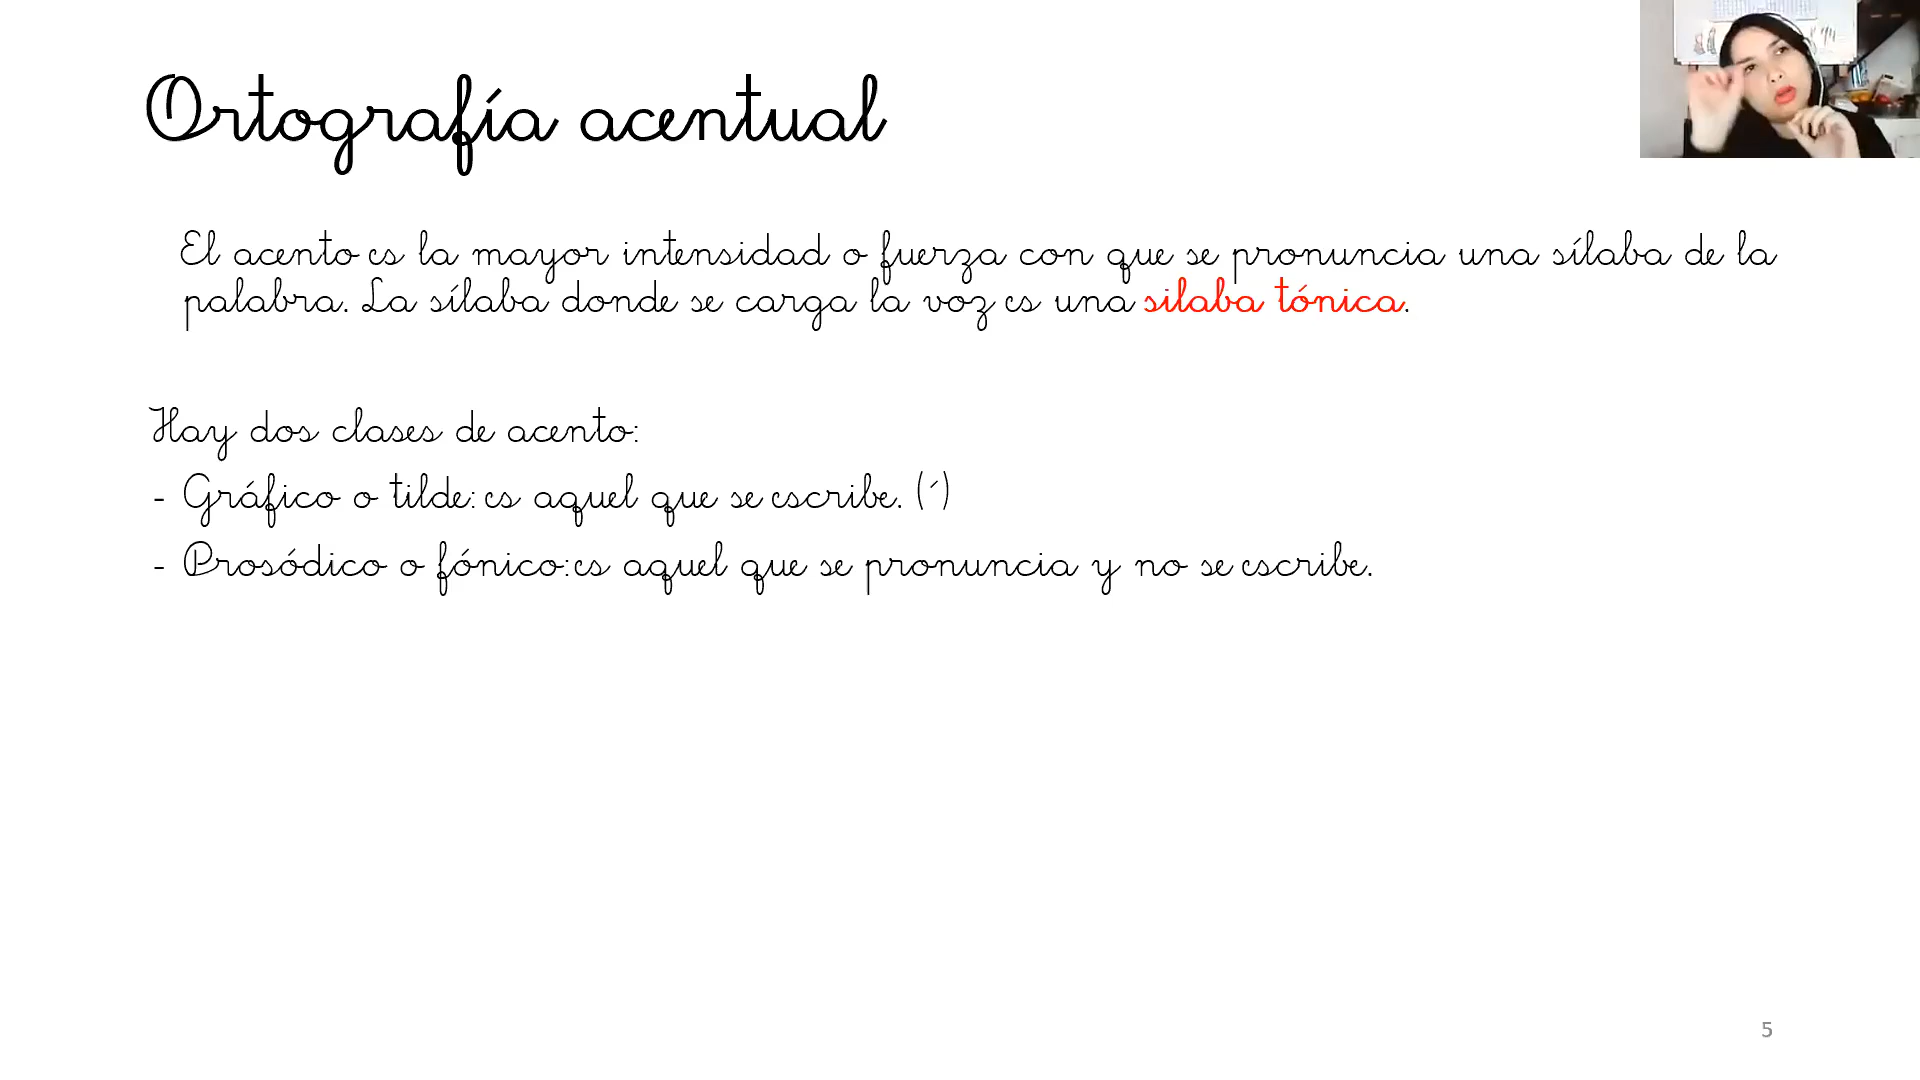 Ortografía acentual
El acento es la mayor intensidad o fuerza con que se pronuncia una sílaba de la
palabra. La sílaba donde se carga la voz es una silaba tónica.
Hay dos clases de acento:
- Gráfico o tilde: es aquel que se escribe. (´)
- Prosódico o fónico: es aquel que se pronuncia y no se escribe.
5